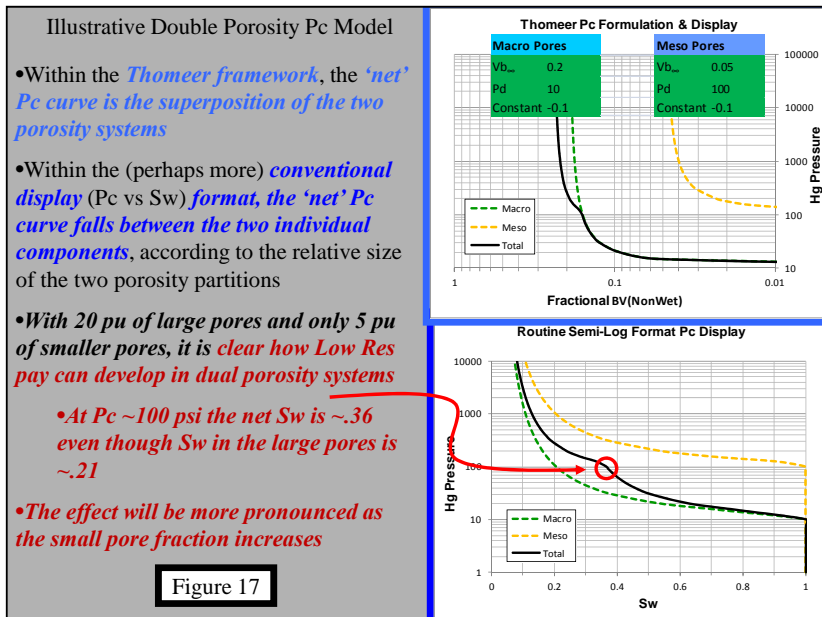 Illustrative Double Porosity Pc Model
•Within the Thomeer framework, the ‘net’
Pc curve is the superposition of the two
porosity systems
•Within the (perhaps more) conventional
display (Pc vs Sw) format, the ‘net’ Pc
curve falls between the two individual
components, according to the relative size
of the two porosity partitions
•With 20 pu of large pores and only 5 pu
of smaller pores, it is clear how Low Res
pay can develop in dual porosity systems
•At Pc ~100 psi the net Sw is ~.36
even though Sw in the large pores is
~.21
•The effect will be more pronounced as
the small pore fraction increases
Figure 17
Thomeer Pc Formulation & Display
Macro Pores
Vb∞ 0.2
Pd 10
Constant -0.1
Meso Pores
Vb∞ 0.05
Pd 100
Constant -0.1
100000
10000
1000
100
10
Hg Pressure
Macro
Meso
Total
1 0.1 0.01
Fractional BV(NonWet)
Routine Semi-Log Format Pc Display
10000
1000
100
10
1
Hg Pressure
Macro
Meso
Total
0 0.2 0.4 0.6 0.8 1
Sw